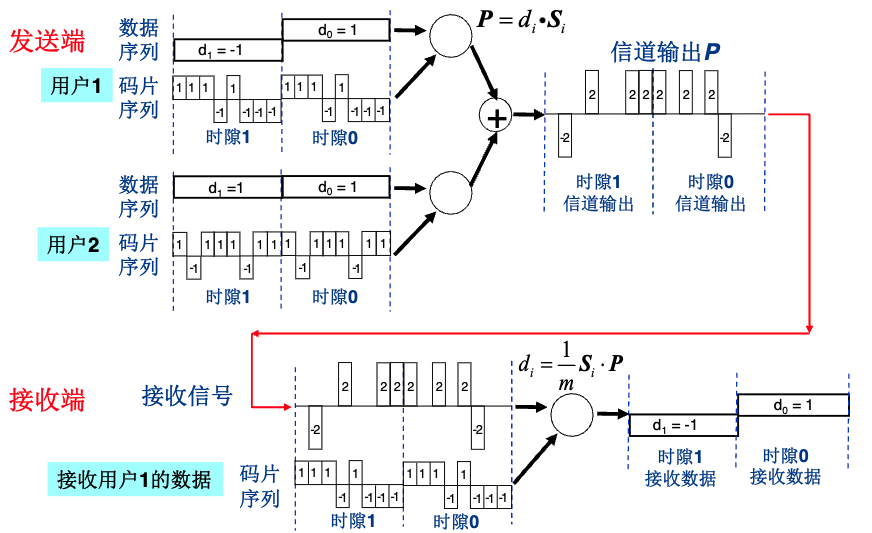 发送端
数据
序列
d₁ = -1
d₀ = 1
P = dᵢ•Sᵢ
用户1
码片
序列
1 1 1 -1 1 -1 -1 -1
1 1 1 -1 1 -1 -1 -1
时隙1
时隙0
+
信道输出P
-2 2 2 2
2 2 2 -2
时隙1
信道输出
时隙0
信道输出
数据
序列
d₁ =1
d₀ = 1
用户2
码片
序列
1 -1 1 1 1 -1 1 1
1 -1 1 1 1 -1 1 1
时隙1
时隙0
接收端
接收信号
-2 2 2 2
2 2 2 -2
dᵢ = 1/m Sᵢ · P
d₁ = -1
d₀ = 1
时隙1
接收数据
时隙0
接收数据
接收用户1的数据
码片
序列
1 1 1 -1 1 -1 -1 -1
1 1 1 -1 1 -1 -1 -1
时隙1
时隙0